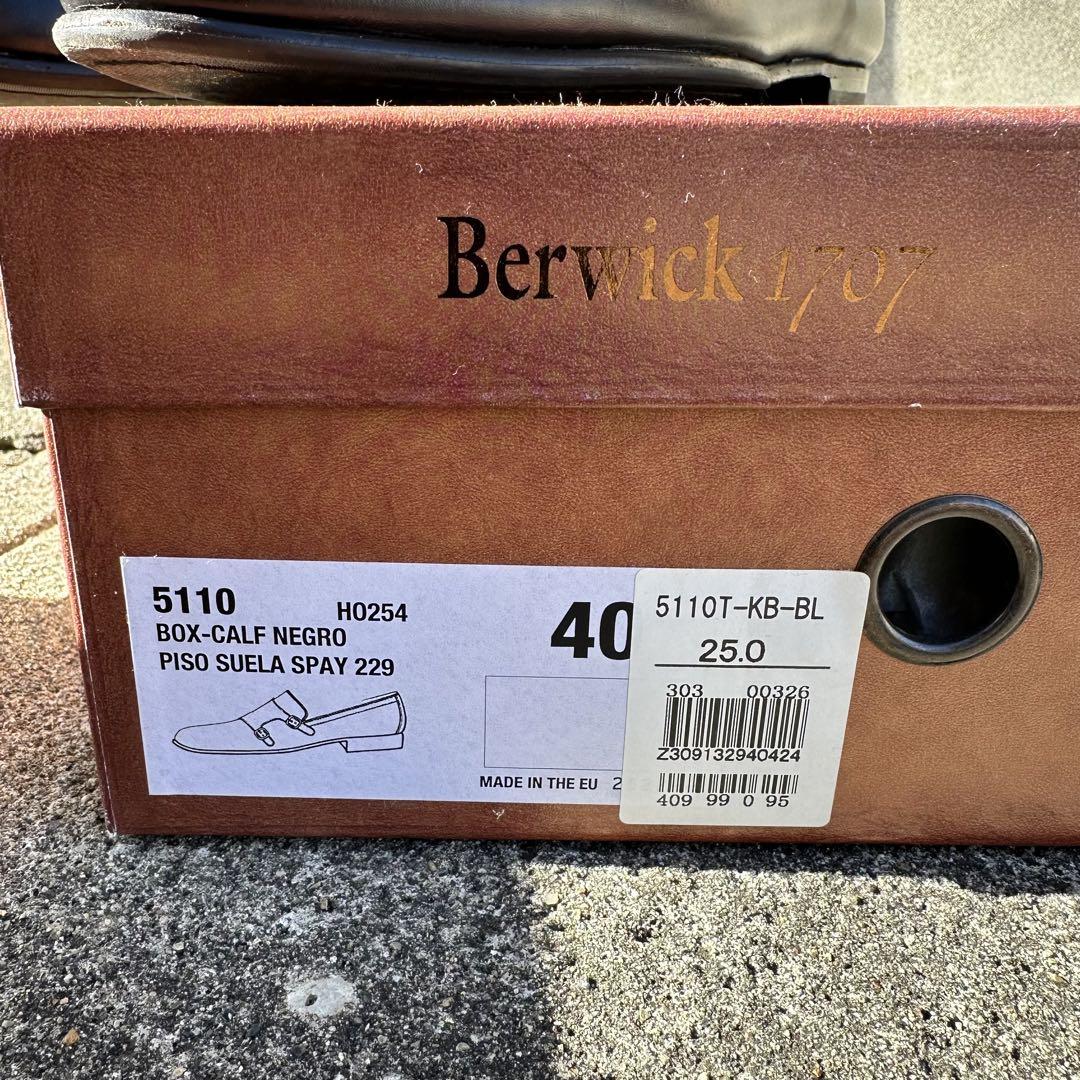 Berwick 1707
5110 HO254
BOX-CALF NEGRO
PISO SUELA SPAY 229
40
MADE IN THE EU
5110T-KB-BL
25.0
303 00326
Z309132940424
409 99 0 95